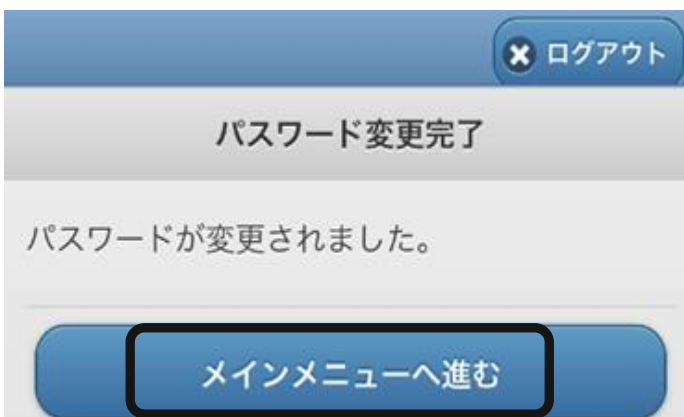 ログアウト
パスワード変更完了
パスワードが変更されました。
メインメニューへ進む